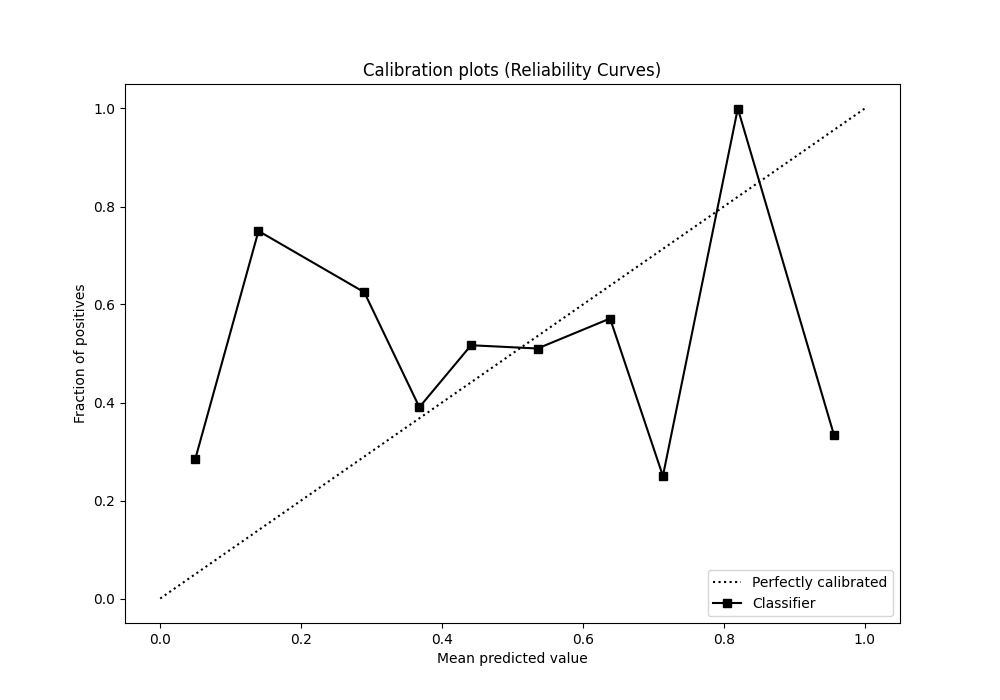 Calibration plots (Reliability Curves)
1.0
0.8
0.6
0.4
0.2
0.0
Fraction of positives
Perfectly calibrated
Classifier
0.0 0.2 0.4 0.6 0.8 1.0
Mean predicted value